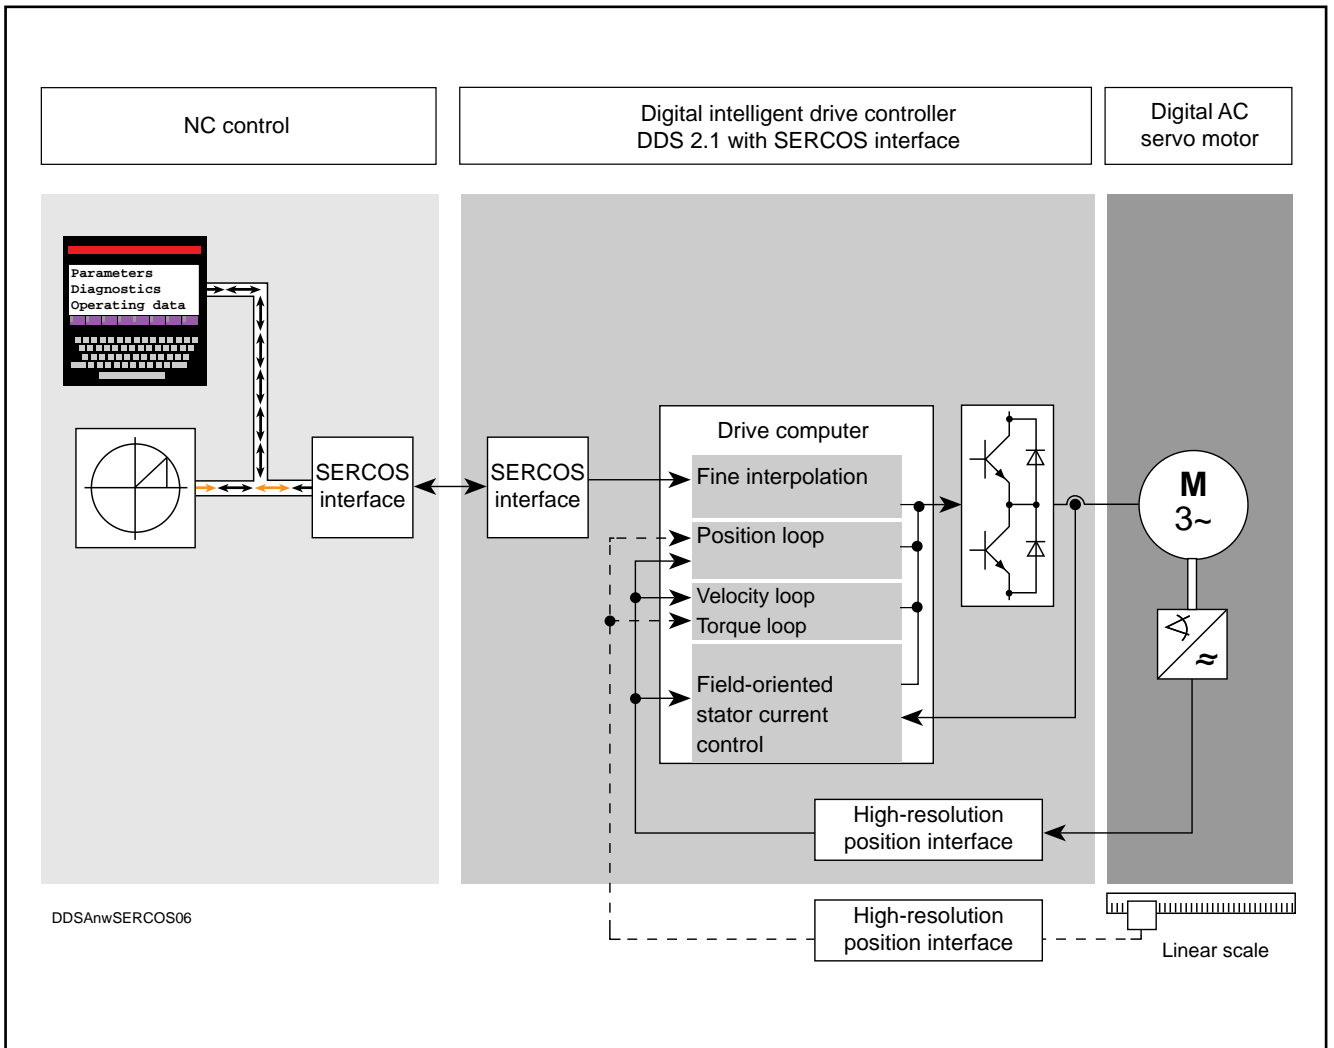 NC control
Digital intelligent drive controller
DDS 2.1 with SERCOS interface
Digital AC
servo motor
Parameters
Diagnostics
Operating data
SERCOS
interface
SERCOS
interface
Drive computer
Fine interpolation
Position loop
Velocity loop
Torque loop
Field-oriented
stator current
control
M
3~
≈
High-resolution
position interface
High-resolution
position interface
Linear scale
DDSAnwSERCOS06